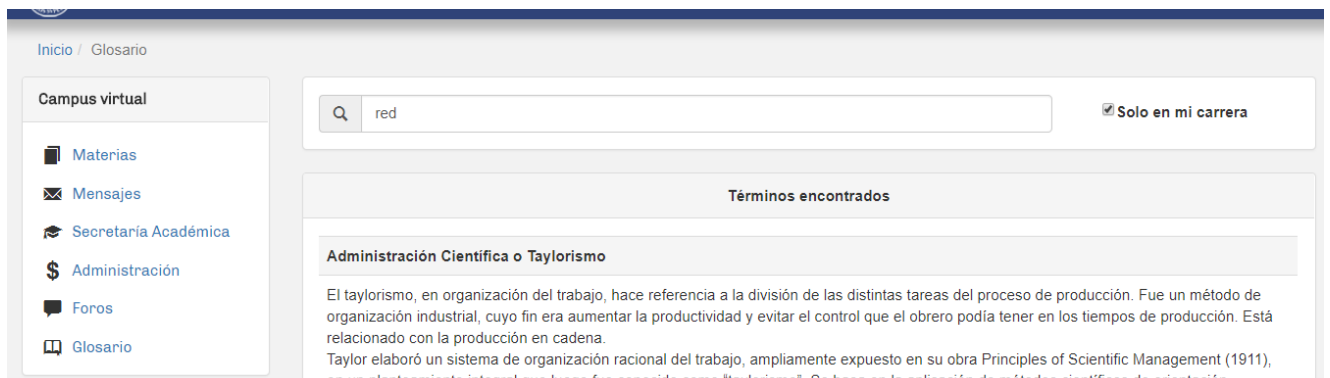 Inicio / Glosario
Campus virtual
Materias
Mensajes
Secretaría Académica
Administración
Foros
Glosario
red
Solo en mi carrera
Términos encontrados
Administración Científica o Taylorismo
El taylorismo, en organización del trabajo, hace referencia a la división de las distintas tareas del proceso de producción. Fue un método de
organización industrial, cuyo fin era aumentar la productividad y evitar el control que el obrero podía tener en los tiempos de producción. Está
relacionado con la producción en cadena.
Taylor elaboró un sistema de organización racional del trabajo, ampliamente expuesto en su obra Principles of Scientific Management (1911),